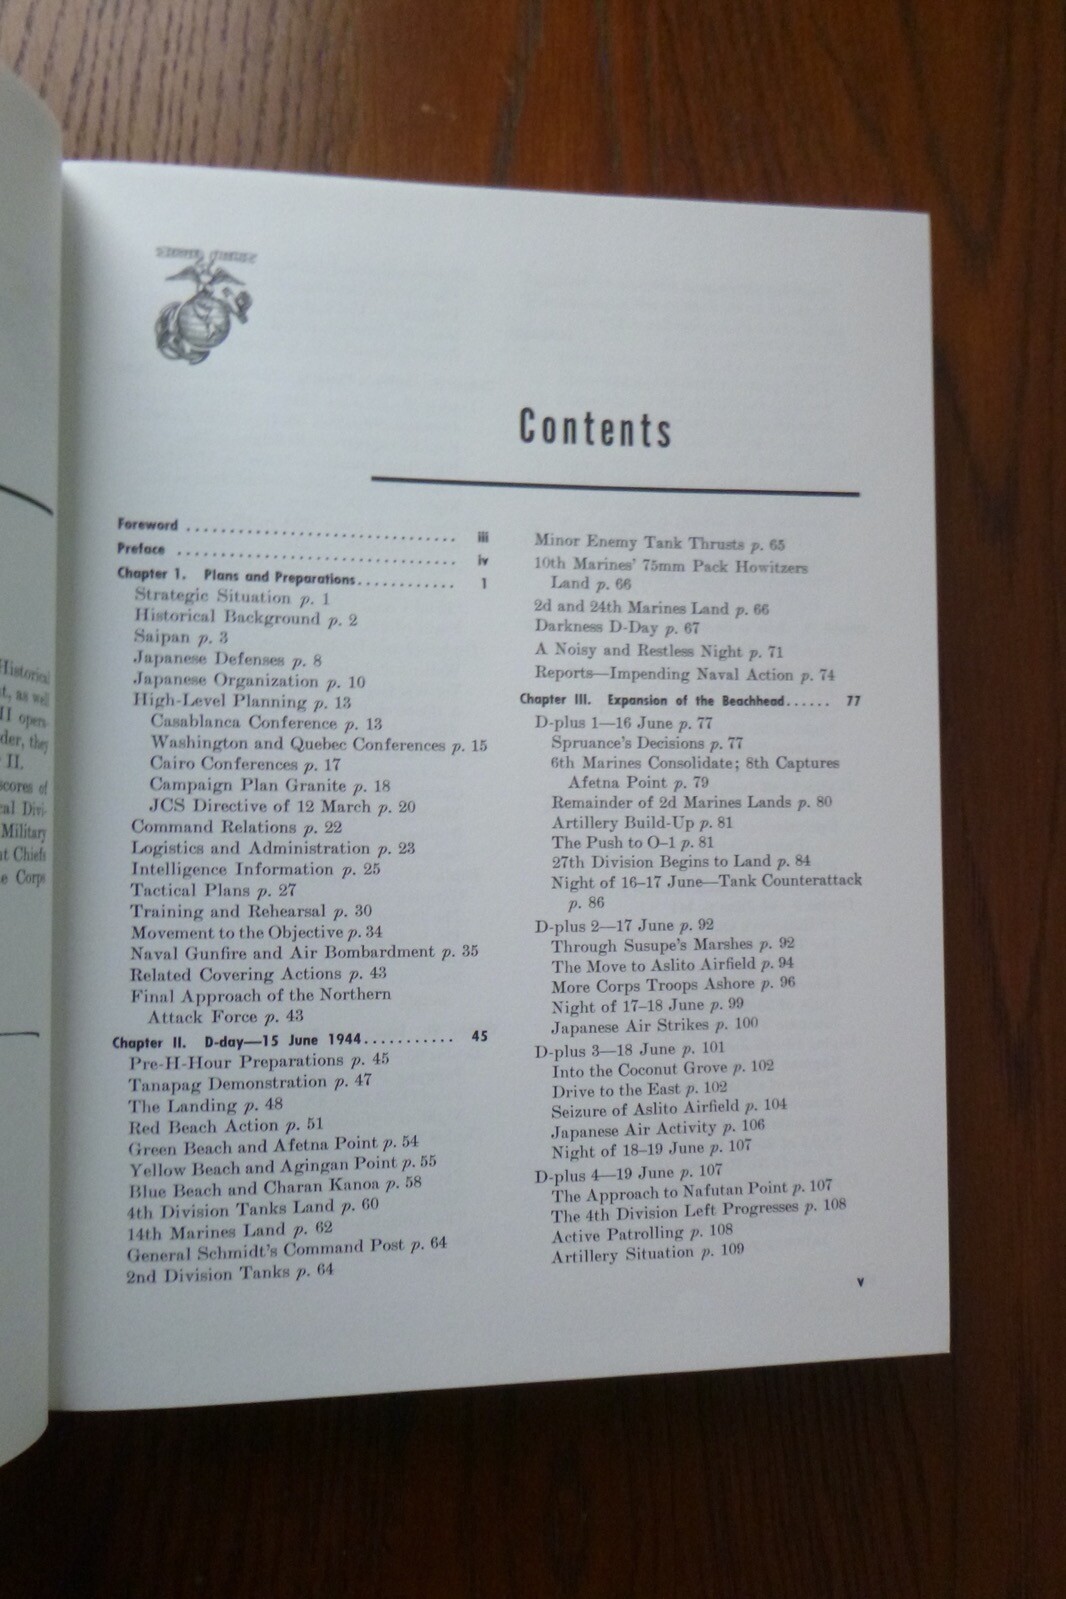 Contents
Foreword ............................... iii
Preface ................................ iv
Chapter 1. Plans and Preparations........... 1
Strategic Situation p. 1
Historical Background p. 2
Saipan p. 3
Japanese Defenses p. 8
Japanese Organization p. 10
High-Level Planning p. 13
Casablanca Conference p. 13
Washington and Quebec Conferences p. 15
Cairo Conferences p. 17
Campaign Plan Granite p. 18
JCS Directive of 12 March p. 20
Command Relations p. 22
Logistics and Administration p. 23
Intelligence Information p. 25
Tactical Plans p. 27
Training and Rehearsal p. 30
Movement to the Objective p. 34
Naval Gunfire and Air Bombardment p. 35
Related Covering Actions p. 43
Final Approach of the Northern
Attack Force p. 43
Chapter II. D-day—15 June 1944........... 45
Pre-H-Hour Preparations p. 45
Tanapag Demonstration p. 47
The Landing p. 48
Red Beach Action p. 51
Green Beach and Afetna Point p. 54
Yellow Beach and Agingan Point p. 55
Blue Beach and Charan Kanoa p. 58
4th Division Tanks Land p. 60
14th Marines Land p. 62
General Schmidt's Command Post p. 64
2nd Division Tanks p. 64
Minor Enemy Tank Thrusts p. 65
10th Marines' 75mm Pack Howitzers
Land p. 66
2d and 24th Marines Land p. 66
Darkness D-Day p. 67
A Noisy and Restless Night p. 71
Reports—Impending Naval Action p. 74
Chapter III. Expansion of the Beachhead...... 77
D-plus 1—16 June p. 77
Spruance's Decisions p. 77
6th Marines Consolidate; 8th Captures
Afetna Point p. 79
Remainder of 2d Marines Lands p. 80
Artillery Build-Up p. 81
The Push to O-1 p. 81
27th Division Begins to Land p. 84
Night of 16-17 June—Tank Counterattack
p. 86
D-plus 2—17 June p. 92
Through Susupe's Marshes p. 92
The Move to Aslito Airfield p. 94
More Corps Troops Ashore p. 96
Night of 17-18 June p. 99
Japanese Air Strikes p. 100
D-plus 3—18 June p. 101
Into the Coconut Grove p. 102
Drive to the East p. 102
Seizure of Aslito Airfield p. 104
Japanese Air Activity p. 106
Night of 18-19 June p. 107
D-plus 4—19 June p. 107
The Approach to Nafutan Point p. 107
The 4th Division Left Progresses p. 108
Active Patrolling p. 108
Artillery Situation p. 109
v
Historical
t, as well
II opera-
der, they
II.
scores of
cal Divi-
Military
nt Chiefs
e Corps